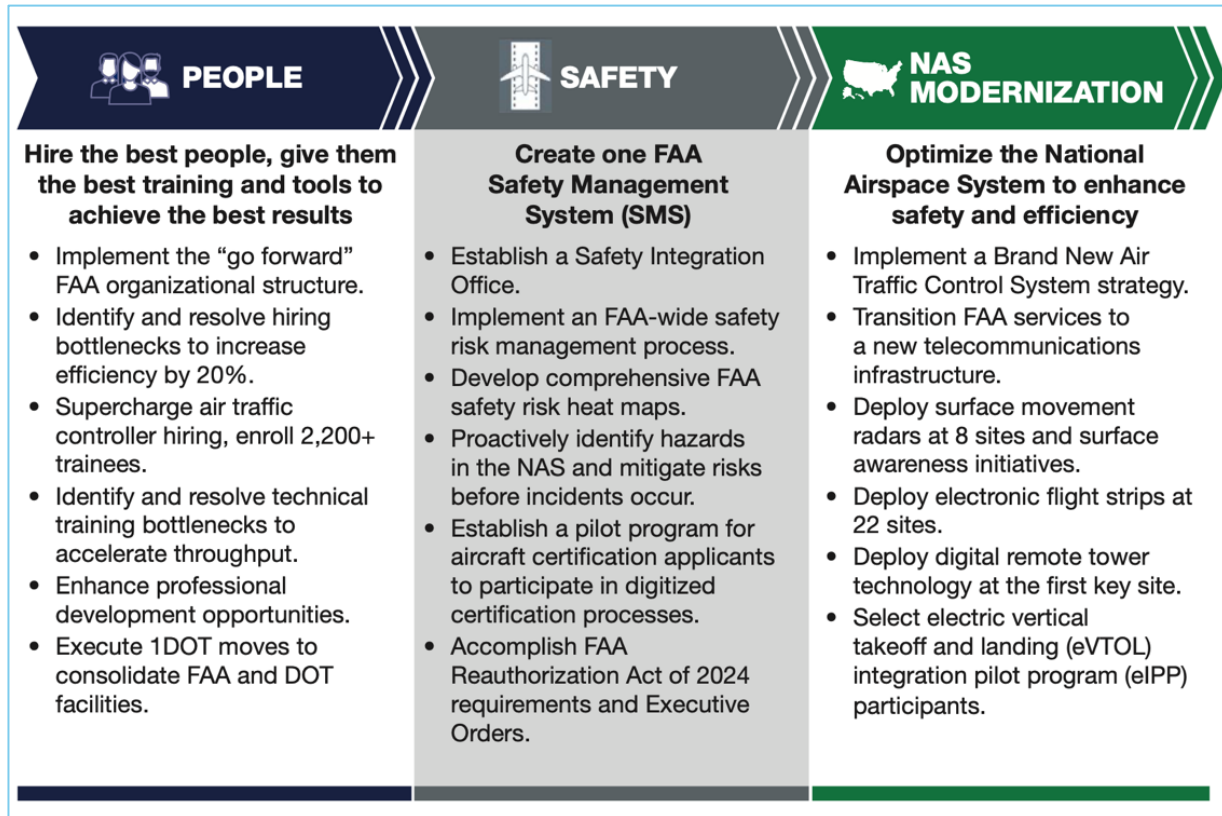 PEOPLE
Hire the best people, give them
the best training and tools to
achieve the best results
• Implement the “go forward”
FAA organizational structure.
• Identify and resolve hiring
bottlenecks to increase
efficiency by 20%.
• Supercharge air traffic
controller hiring, enroll 2,200+
trainees.
• Identify and resolve technical
training bottlenecks to
accelerate throughput.
• Enhance professional
development opportunities.
• Execute 1DOT moves to
consolidate FAA and DOT
facilities.
SAFETY
Create one FAA
Safety Management
System (SMS)
• Establish a Safety Integration
Office.
• Implement an FAA-wide safety
risk management process.
• Develop comprehensive FAA
safety risk heat maps.
• Proactively identify hazards
in the NAS and mitigate risks
before incidents occur.
• Establish a pilot program for
aircraft certification applicants
to participate in digitized
certification processes.
• Accomplish FAA
Reauthorization Act of 2024
requirements and Executive
Orders.
NAS
MODERNIZATION
Optimize the National
Airspace System to enhance
safety and efficiency
• Implement a Brand New Air
Traffic Control System strategy.
• Transition FAA services to
a new telecommunications
infrastructure.
• Deploy surface movement
radars at 8 sites and surface
awareness initiatives.
• Deploy electronic flight strips at
22 sites.
• Deploy digital remote tower
technology at the first key site.
• Select electric vertical
takeoff and landing (eVTOL)
integration pilot program (eIPP)
participants.